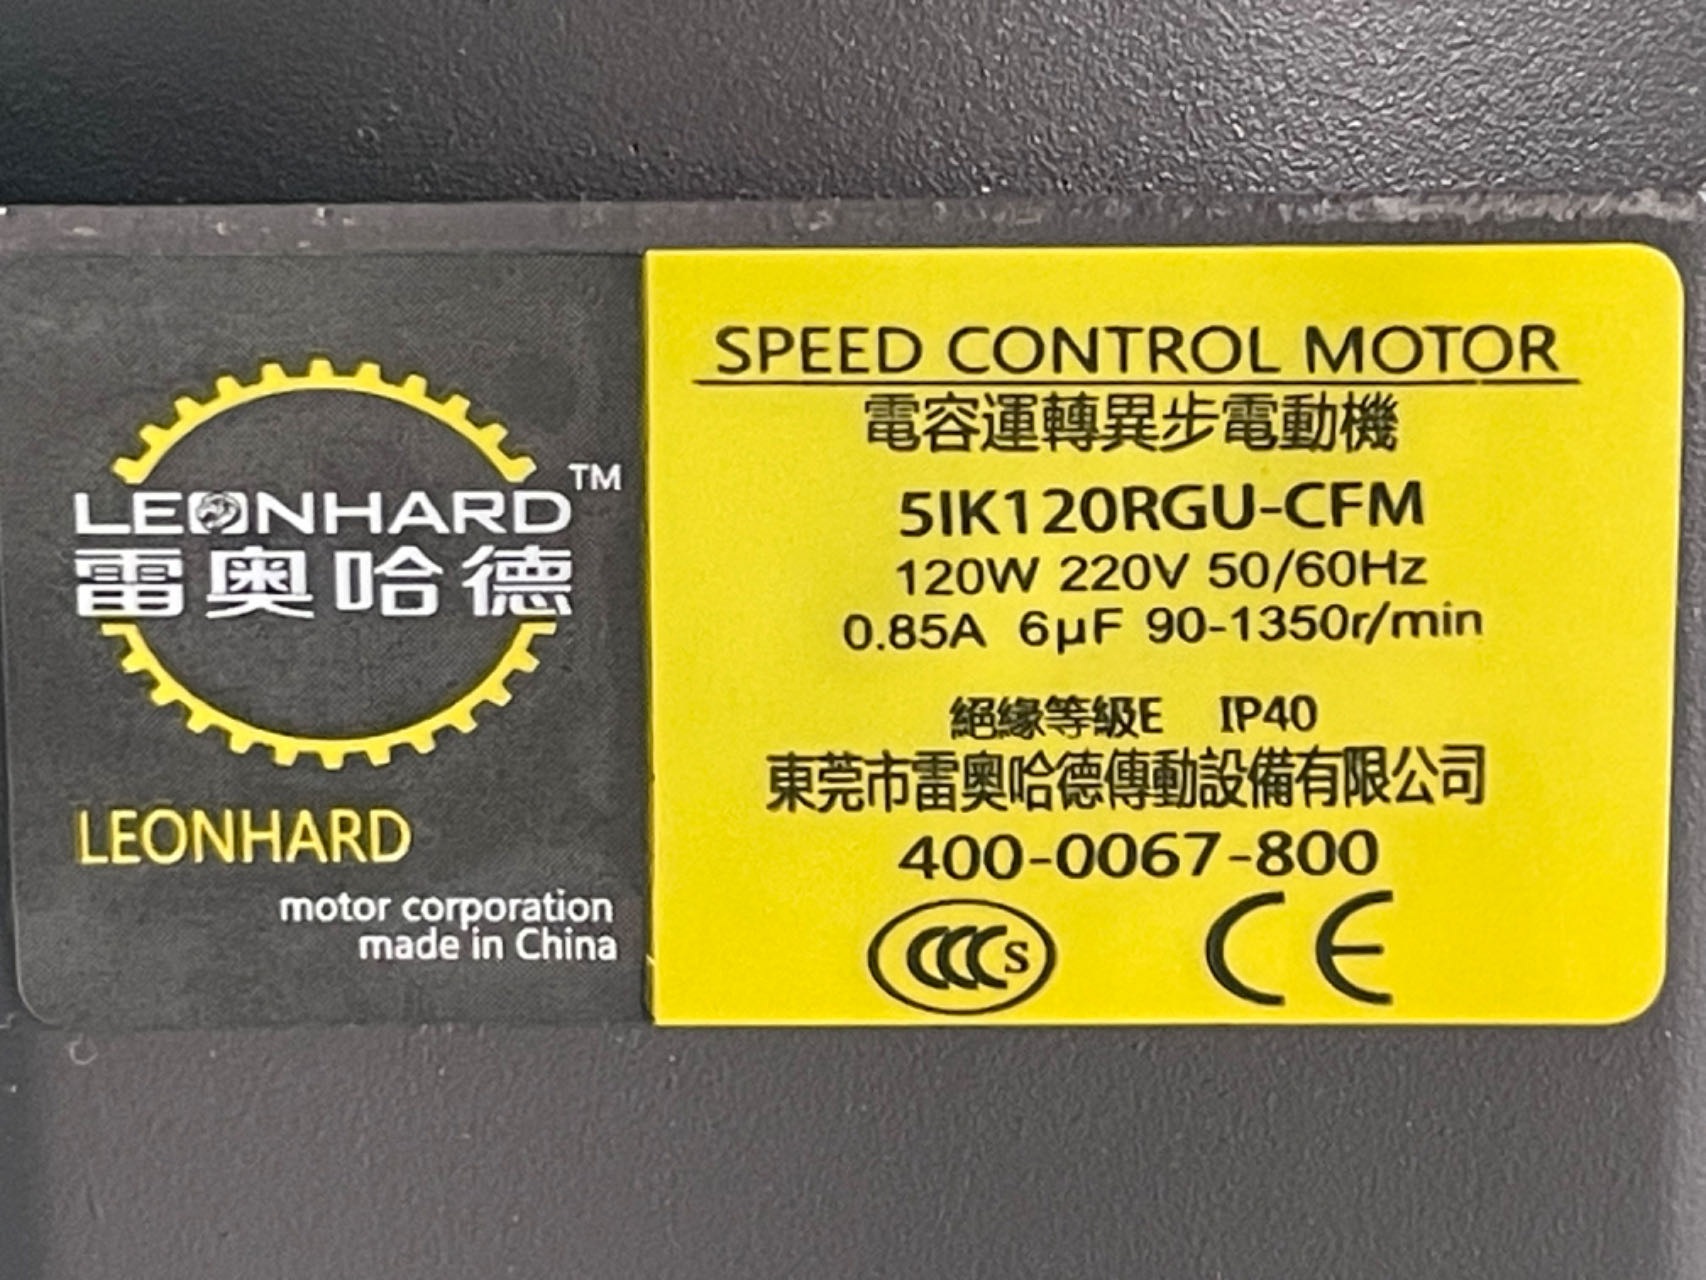 LEONHARD™
雷奥哈德
LEONHARD
motor corporation
made in China
SPEED CONTROL MOTOR
電容運轉異步電動機
5IK120RGU-CFM
120W 220V 50/60Hz
0.85A 6μF 90-1350r/min
絕緣等級E IP40
東莞市雷奧哈德傳動設備有限公司
400-0067-800
CCCS CE